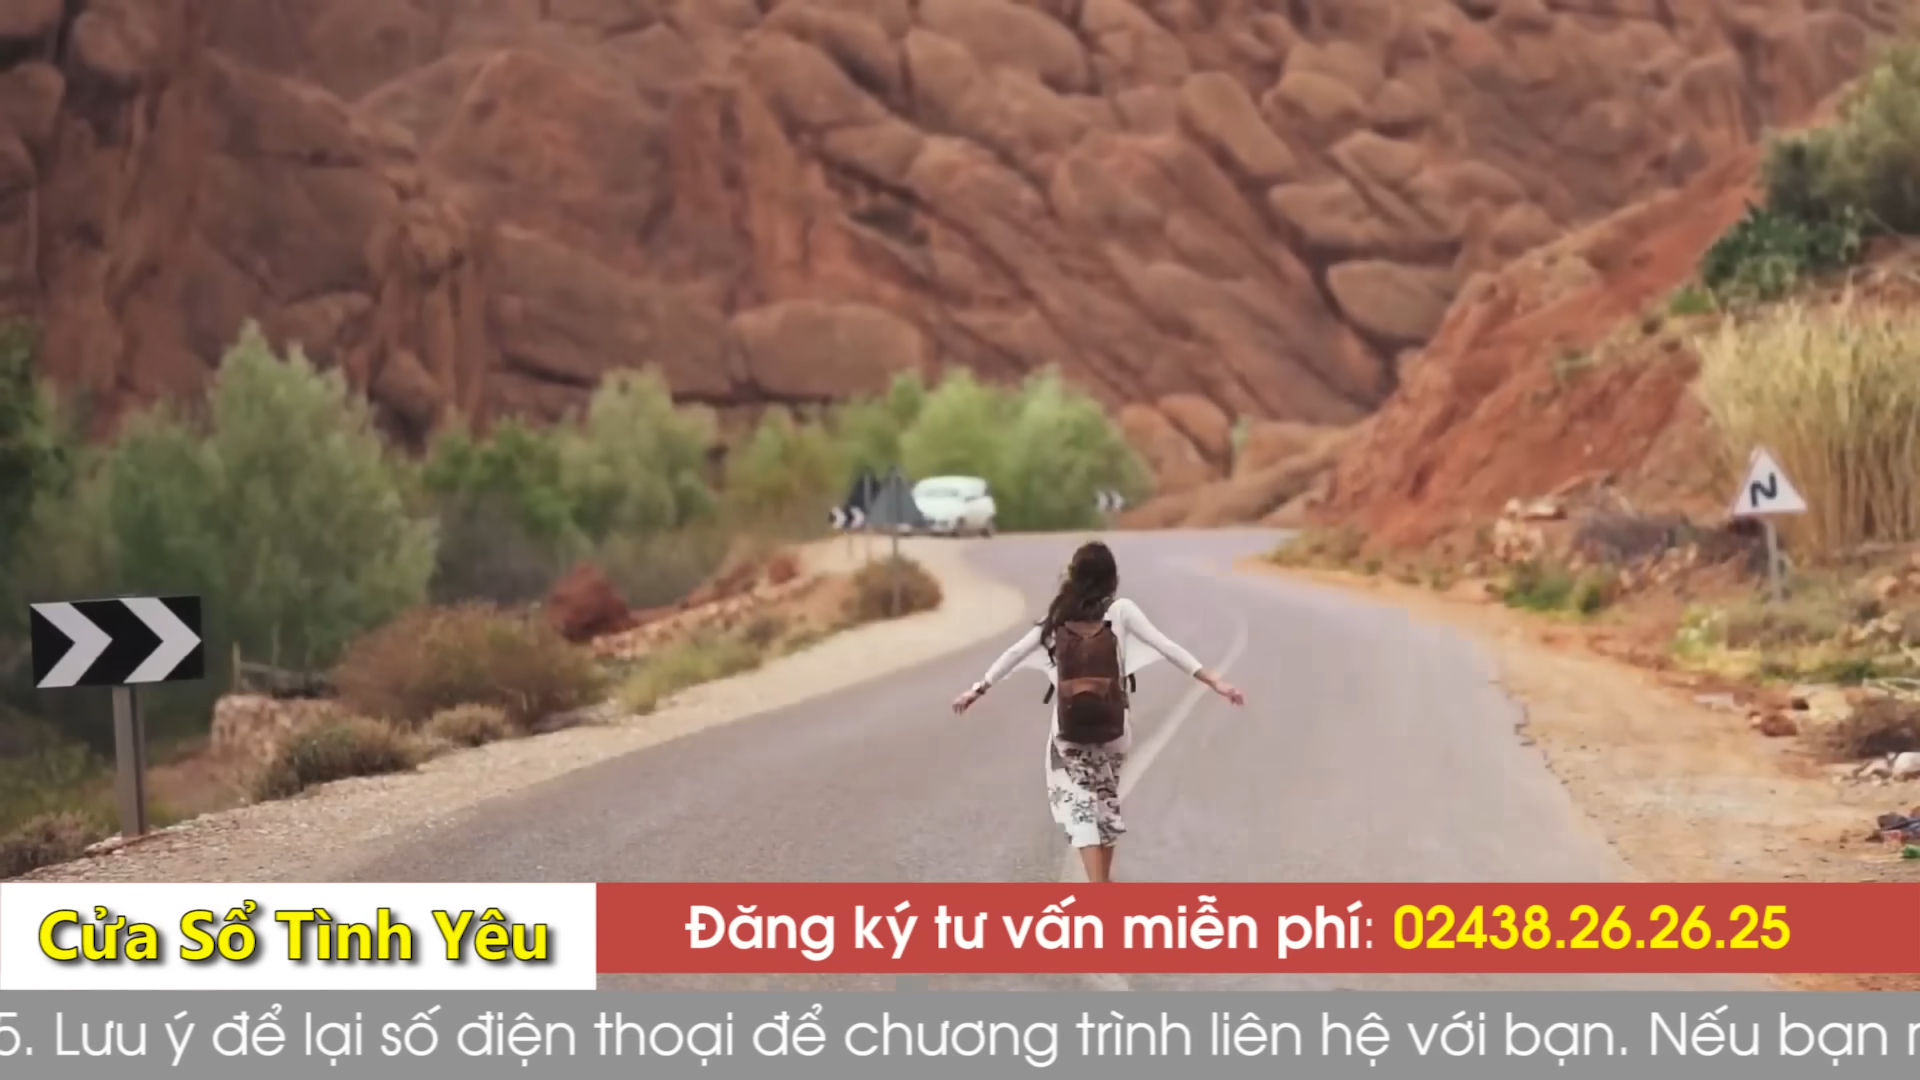 Cửa Sổ Tình Yêu
Đăng ký tư vấn miễn phí: 02438.26.26.25
5. Lưu ý để lại số điện thoại để chương trình liên hệ với bạn. Nếu bạn